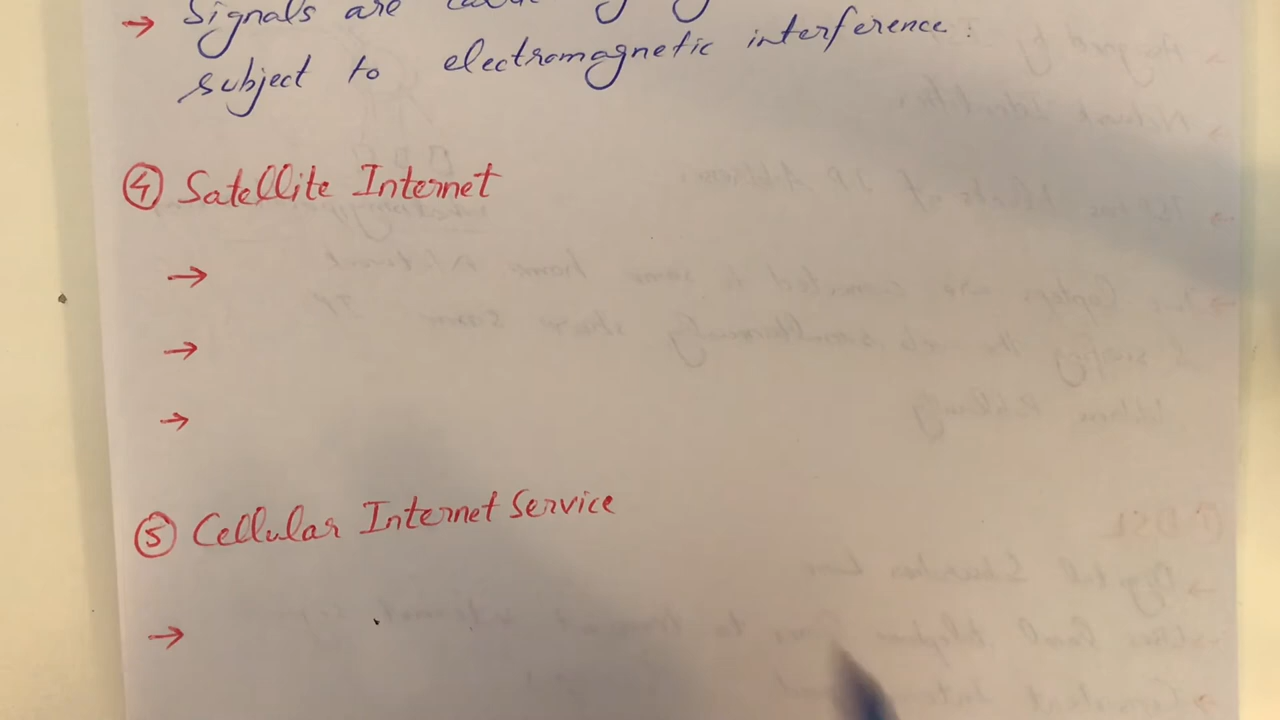 → Signals are
subject to electromagnetic interference.
④ Satellite Internet
→
→
→
⑤ Cellular Internet Service
→